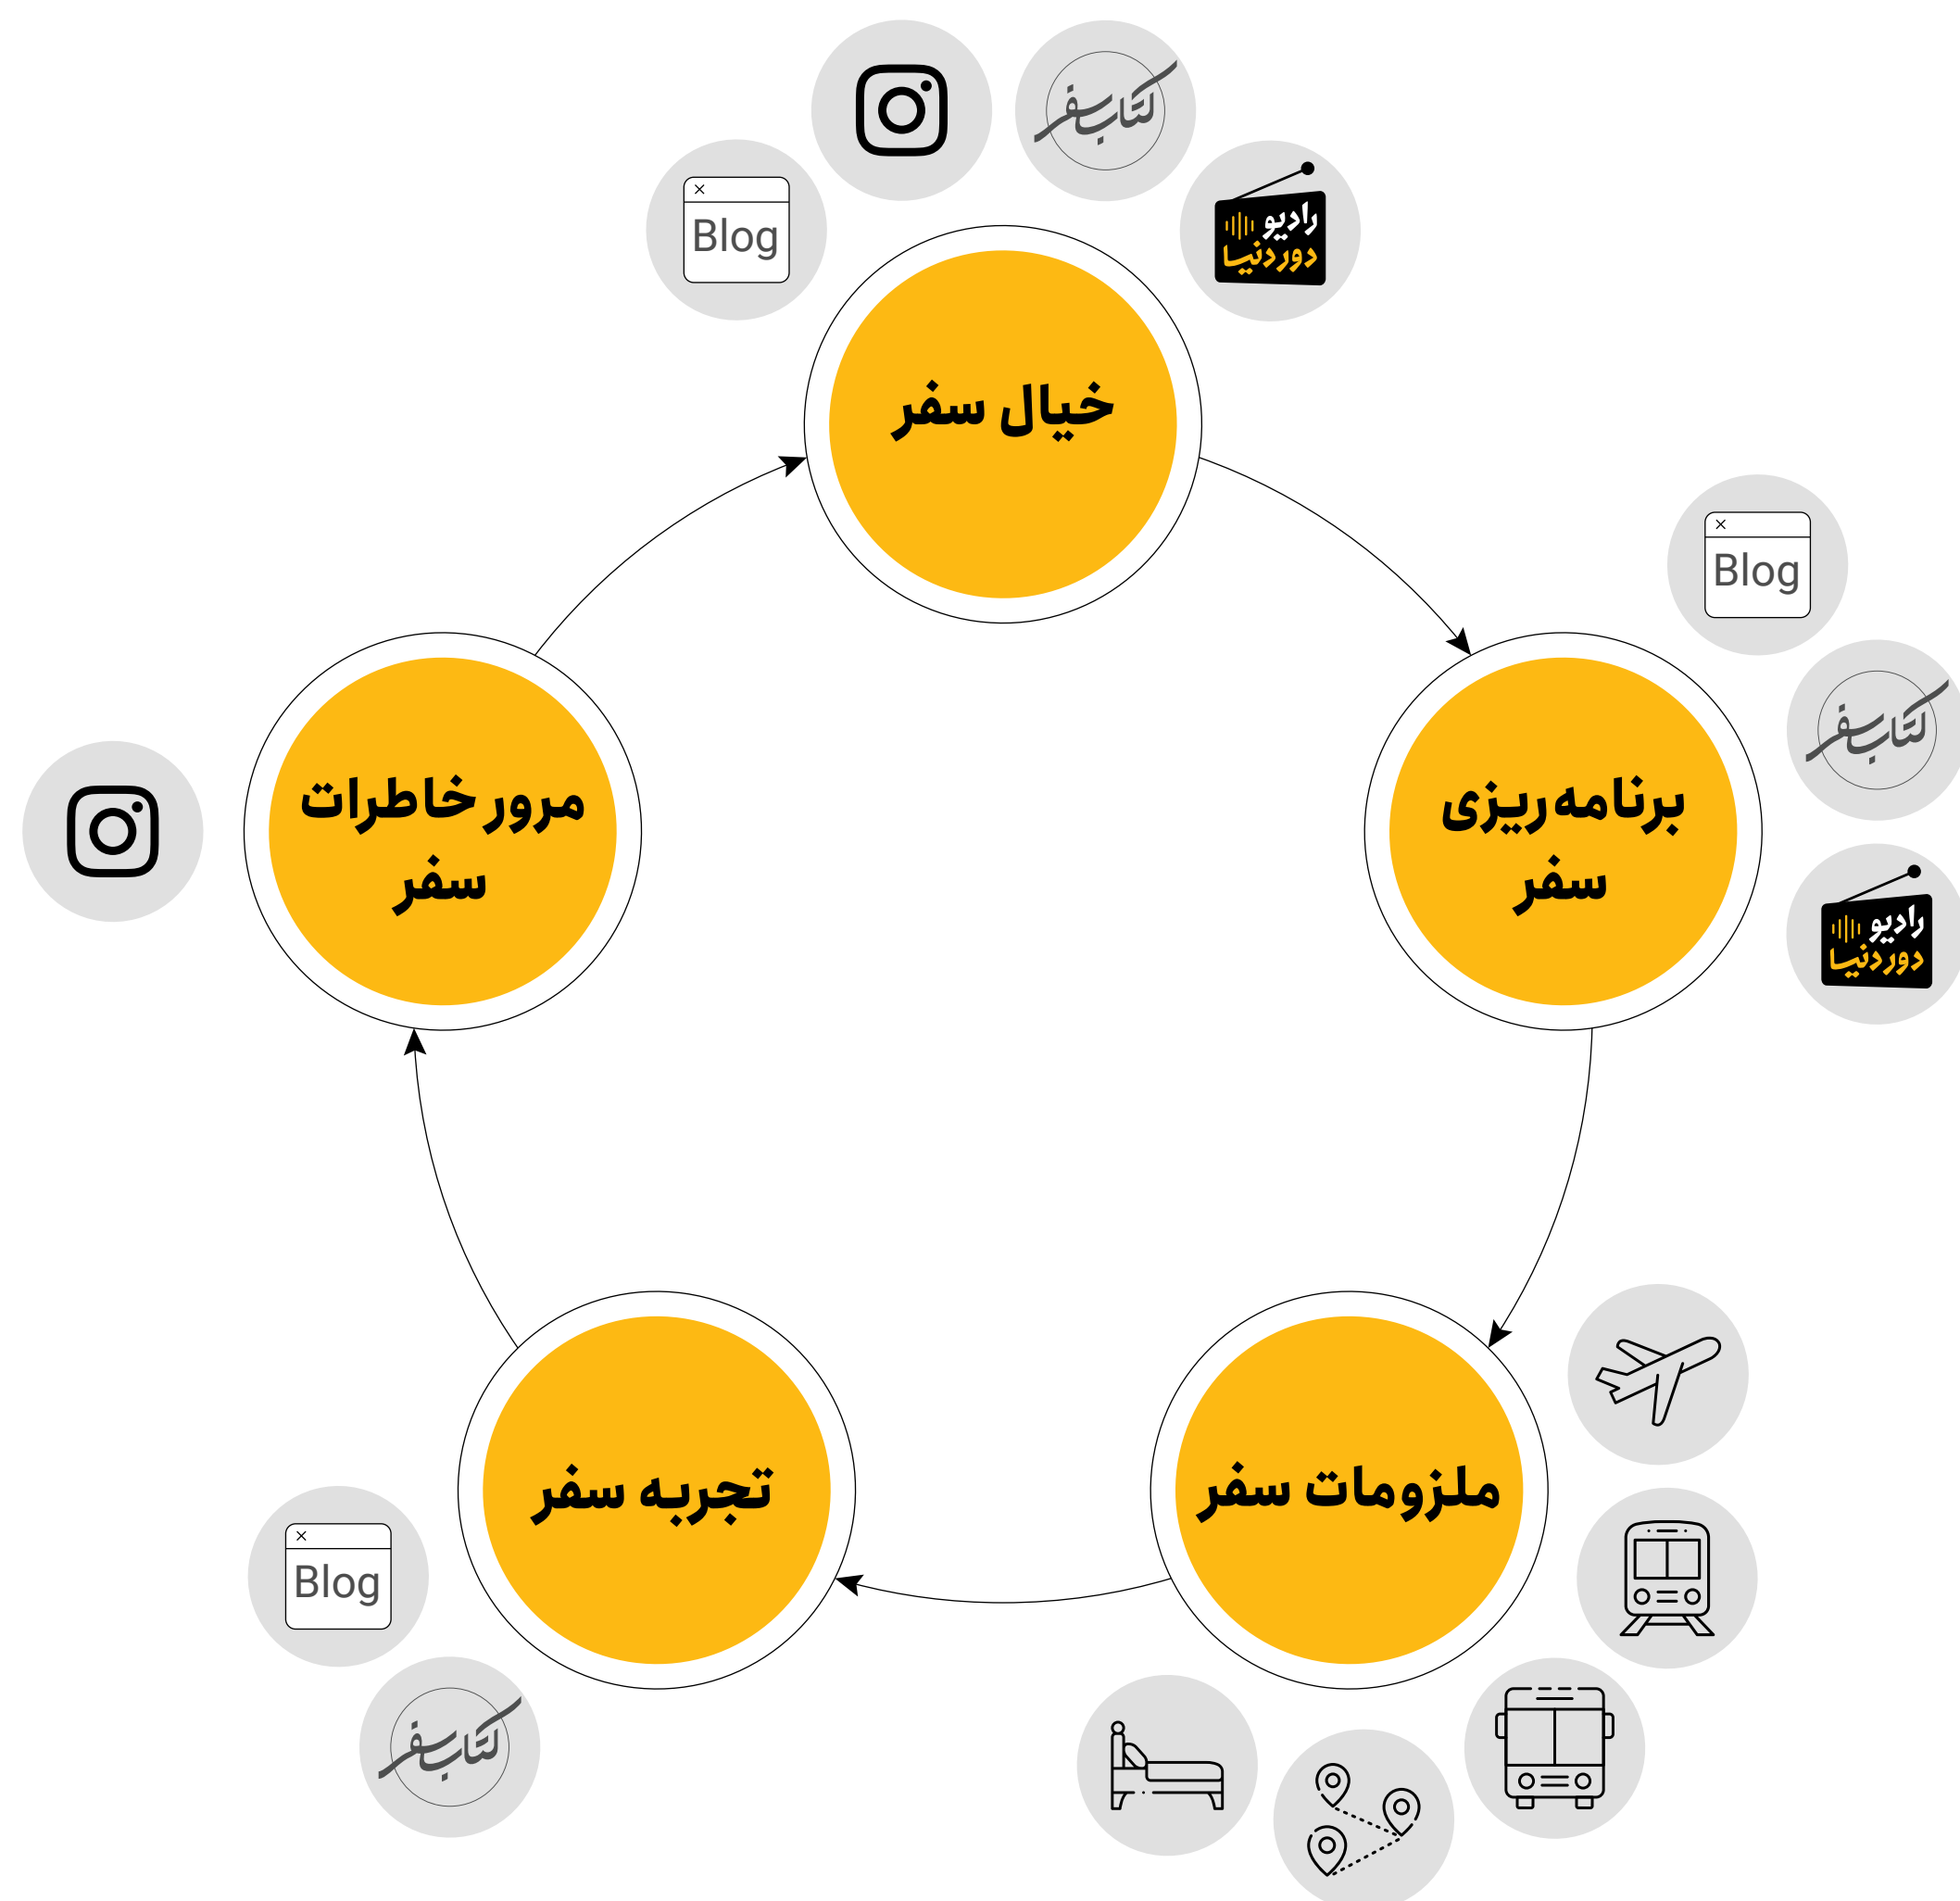 Blog
کتاب سفر
رادیو
دور دنیا
خیال سفر
Blog
کتاب سفر
رادیو
دور دنیا
برنامه‌ریزی
سفر
مرور خاطرات
سفر
ملزومات سفر
تجربه سفر
Blog
کتاب سفر